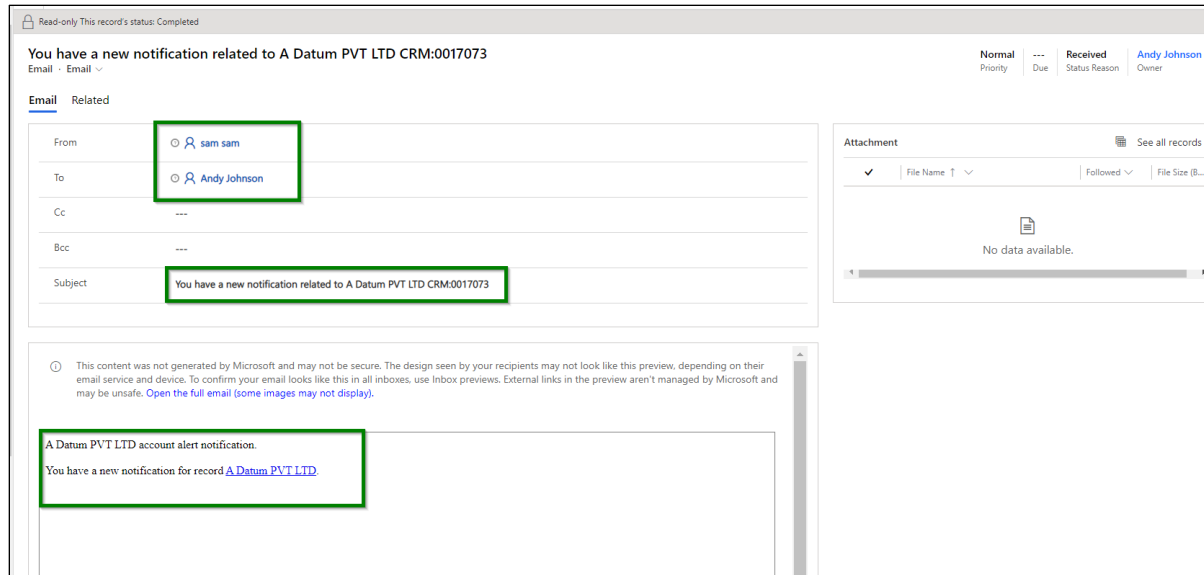 Read-only This record's status: Completed
You have a new notification related to A Datum PVT LTD CRM:0017073
Email · Email
Normal --- Received Andy Johnson
Priority Due Status Reason Owner
Email Related
From sam sam
To Andy Johnson
Cc ---
Bcc ---
Subject You have a new notification related to A Datum PVT LTD CRM:0017073
Attachment See all records
File Name ↑ Followed File Size (B...
No data available.
This content was not generated by Microsoft and may not be secure. The design seen by your recipients may not look like this preview, depending on their
email service and device. To confirm your email looks like this in all inboxes, use Inbox previews. External links in the preview aren't managed by Microsoft and
may be unsafe. Open the full email (some images may not display).
A Datum PVT LTD account alert notification.
You have a new notification for record A Datum PVT LTD.